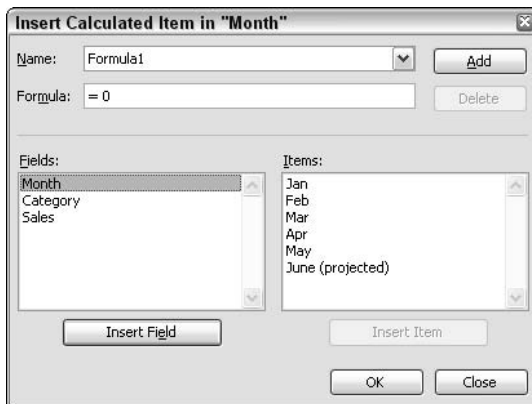 Insert Calculated Item in "Month"
Name: Formula1 Add
Formula: = 0 Delete
Fields: Items:
Month Jan
Category Feb
Sales Mar
Apr
May
June (projected)
Insert Field Insert Item
OK Close